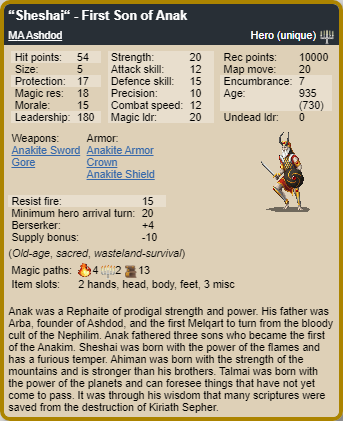 “Sheshai“ - First Son of Anak
MA Ashdod Hero (unique)
Hit points: 54 Strength: 20 Rec points: 10000
Size: 5 Attack skill: 12 Map move: 20
Protection: 17 Defence skill: 15 Encumbrance: 7
Magic res: 18 Precision: 10 Age: 935
Morale: 15 Combat speed: 12 (730)
Leadership: 180 Magic ldr: 20 Undead ldr: 0
Weapons: Armor:
Anakite Sword Anakite Armor
Gore Crown
Anakite Shield
Resist fire: 15
Minimum hero arrival turn: 20
Berserker: +4
Supply bonus: -10
(Old-age, sacred, wasteland-survival)
Magic paths: 4 2 13
Item slots: 2 hands, head, body, feet, 3 misc
Anak was a Rephaite of prodigal strength and power. His father was
Arba, founder of Ashdod, and the first Melqart to turn from the bloody
cult of the Nephilim. Anak fathered three sons who became the first
of the Anakim. Sheshai was born with the power of the flames and
has a furious temper. Ahiman was born with the strength of the
mountains and is stronger than his brothers. Talmai was born with
the power of the planets and can foresee things that have not yet
come to pass. It was through his wisdom that many scriptures were
saved from the destruction of Kiriath Sepher.